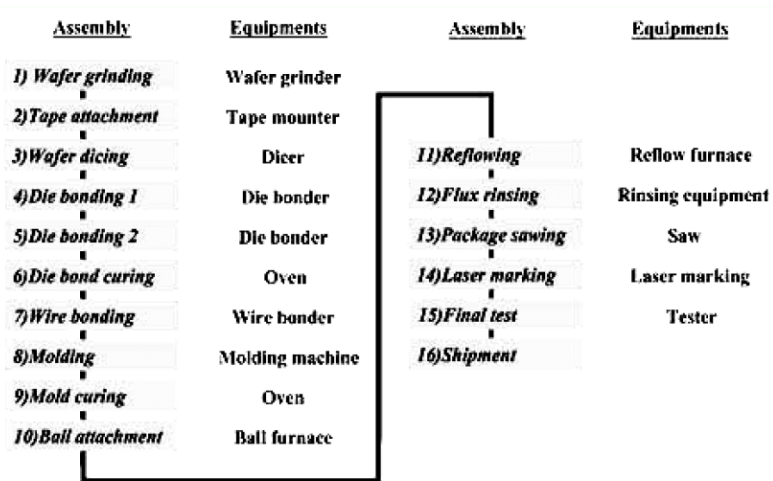 Assembly Equipments
1) Wafer grinding Wafer grinder
2)Tape attachment Tape mounter
3)Wafer dicing Dicer
4)Die bonding 1 Die bonder
5)Die bonding 2 Die bonder
6)Die bond curing Oven
7)Wire bonding Wire bonder
8)Molding Molding machine
9)Mold curing Oven
10)Ball attachment Ball furnace
Assembly Equipments
11)Reflowing Reflow furnace
12)Flux rinsing Rinsing equipment
13)Package sawing Saw
14)Laser marking Laser marking
15)Final test Tester
16)Shipment